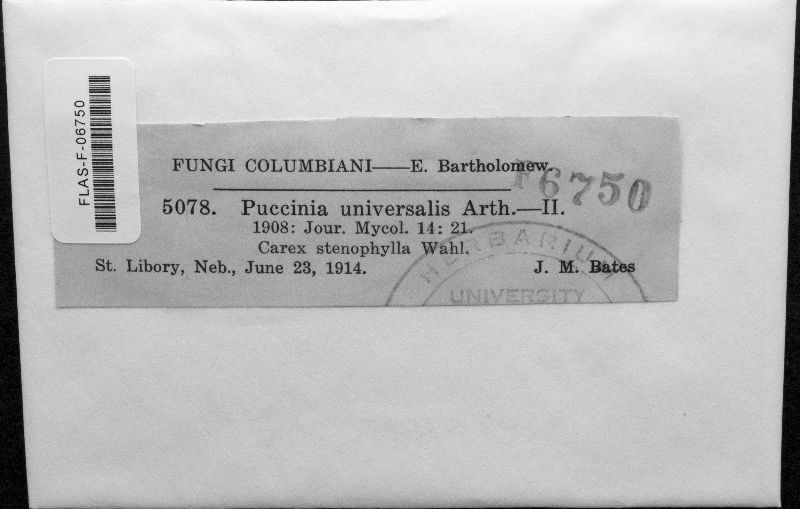 FLAS-F-06750
FUNGI COLUMBIANI—E. Bartholomew.
F6750
5078. Puccinia universalis Arth.—II.
1908: Jour. Mycol. 14: 21.
Carex stenophylla Wahl.
St. Libory, Neb., June 23, 1914. J. M. Bates
HERBARIUM
UNIVERSITY